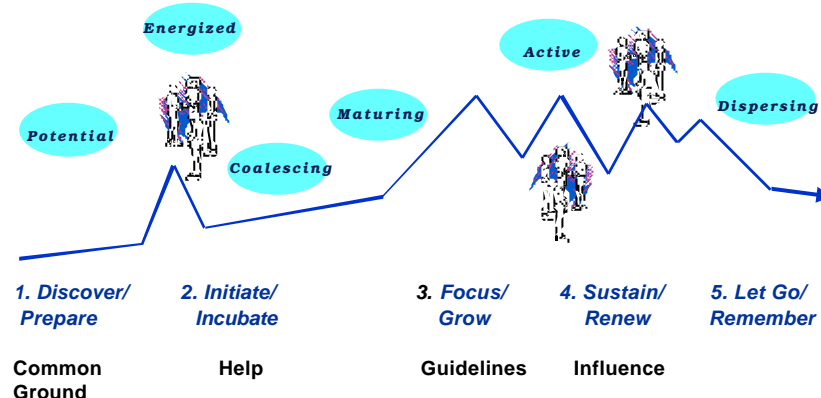 Energized
Active
Dispersing
Maturing
Potential
Coalescing
1. Discover/
Prepare
2. Initiate/
Incubate
3. Focus/
Grow
4. Sustain/
Renew
5. Let Go/
Remember
Common
Ground
Help
Guidelines
Influence